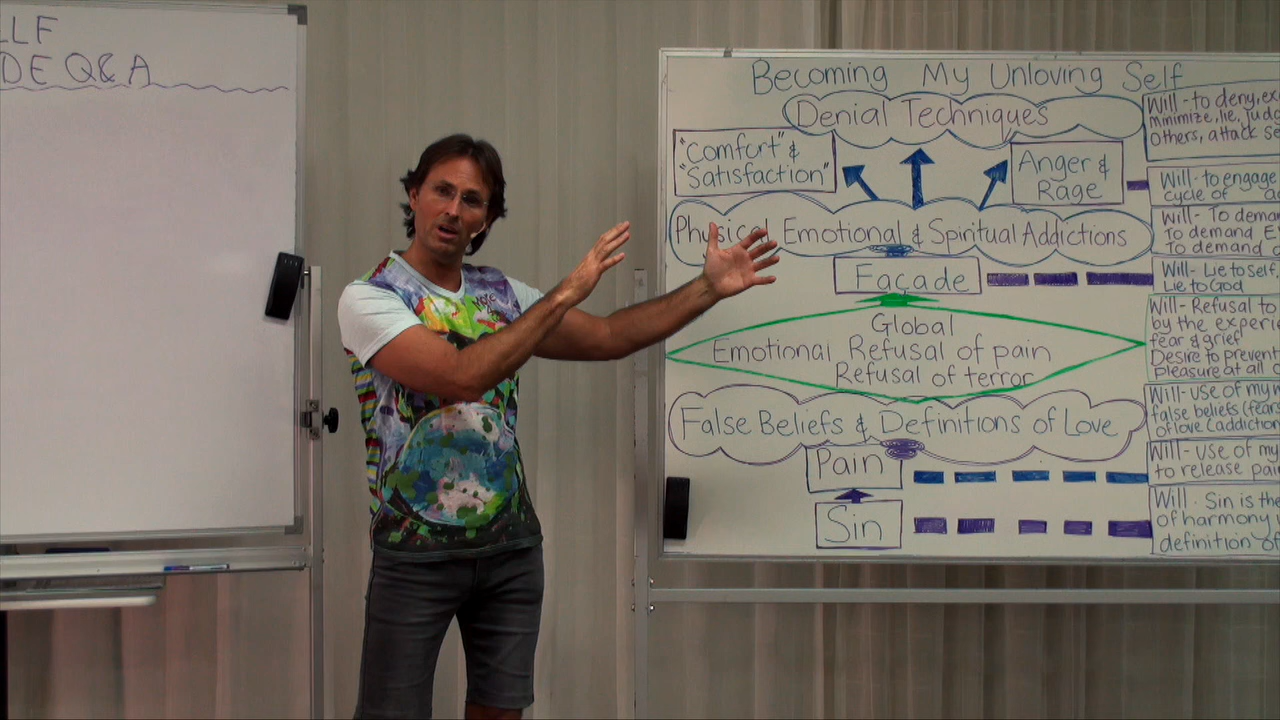 LLF
DE Q&A
Becoming My Unloving Self
Denial Techniques
"Comfort" &
"Satisfaction"
Anger &
Rage
Physical, Emotional & Spiritual Addictions
Façade
Global
Emotional Refusal of pain
Refusal of terror
False Beliefs & Definitions of Love
Pain
Sin
Will - to deny, ex
Minimize, lie, judg
others, attack se
Will - to engage
cycle of
Will - To demand
To demand
To demand
Will - Lie to self
Lie to God
Will - Refusal to
by the experi
fear & grief
Desire to prevent
pleasure at all
Will - use of my
false beliefs (fear
of love (addiction
Will - use of my
to release pain
Will - Sin is the
of harmony
definition of